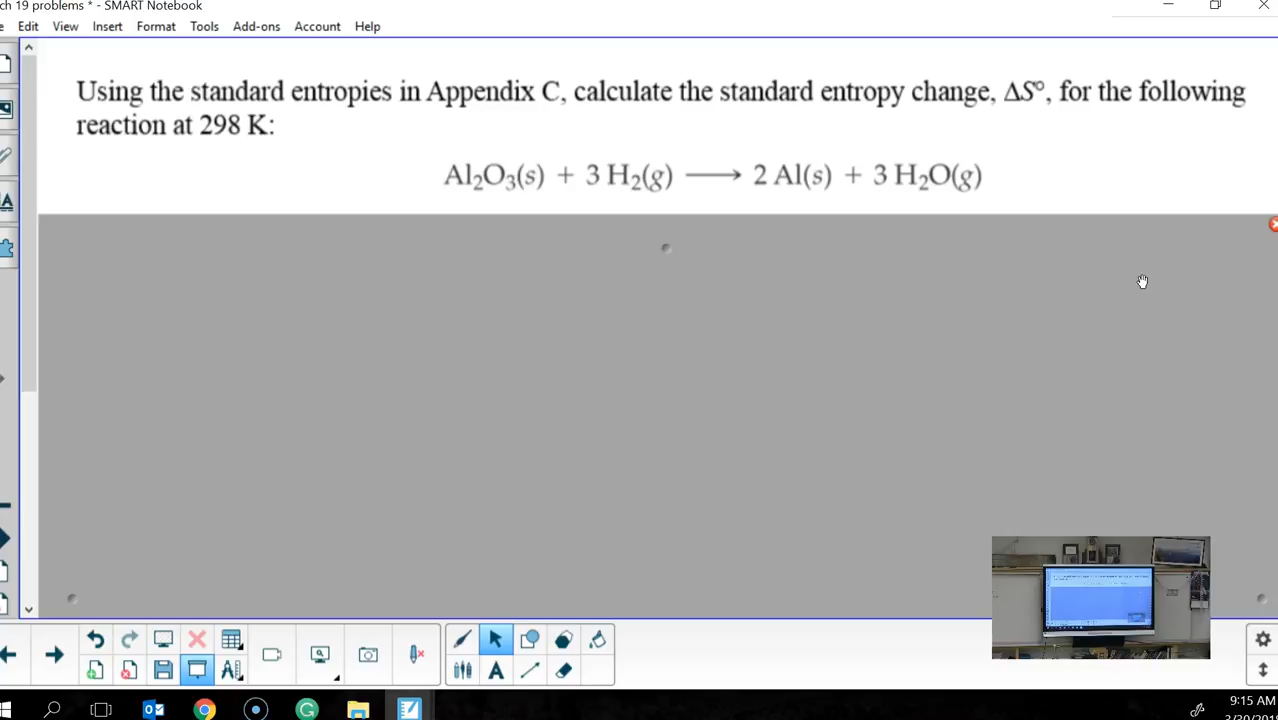 ch 19 problems * - SMART Notebook
Edit View Insert Format Tools Add-ons Account Help
Using the standard entropies in Appendix C, calculate the standard entropy change, ΔS°, for the following
reaction at 298 K:
Al₂O₃(s) + 3 H₂(g) ⟶ 2 Al(s) + 3 H₂O(g)
9:15 AM